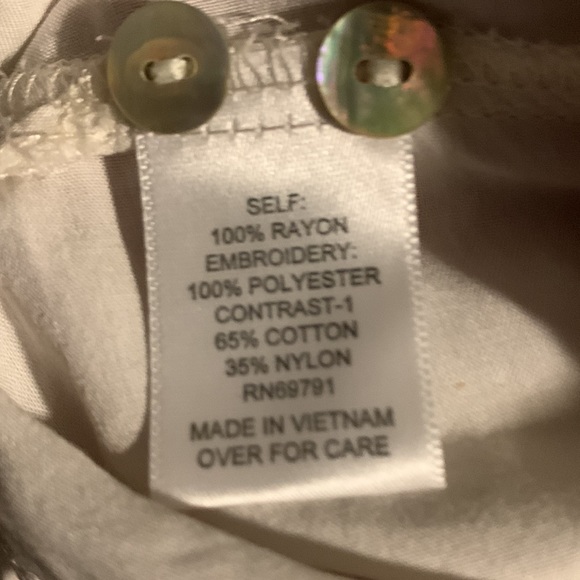 SELF:
100% RAYON
EMBROIDERY:
100% POLYESTER
CONTRAST-1
65% COTTON
35% NYLON
RN69791
MADE IN VIETNAM
OVER FOR CARE